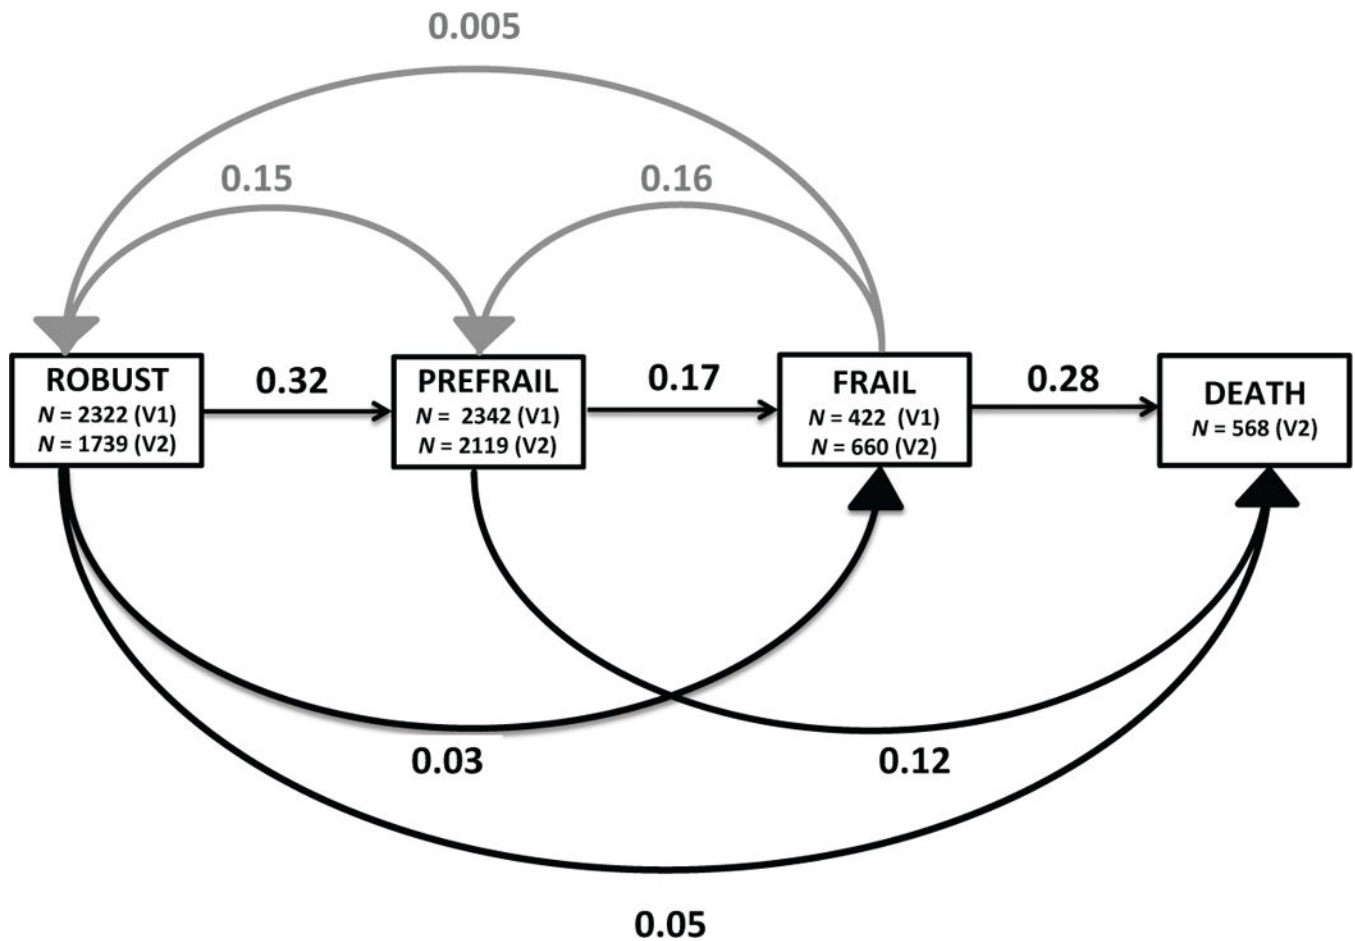 0.005
0.15
0.16
ROBUST
N = 2322 (V1)
N = 1739 (V2)
0.32
PREFRAIL
N = 2342 (V1)
N = 2119 (V2)
0.17
FRAIL
N = 422 (V1)
N = 660 (V2)
0.28
DEATH
N = 568 (V2)
0.03
0.12
0.05